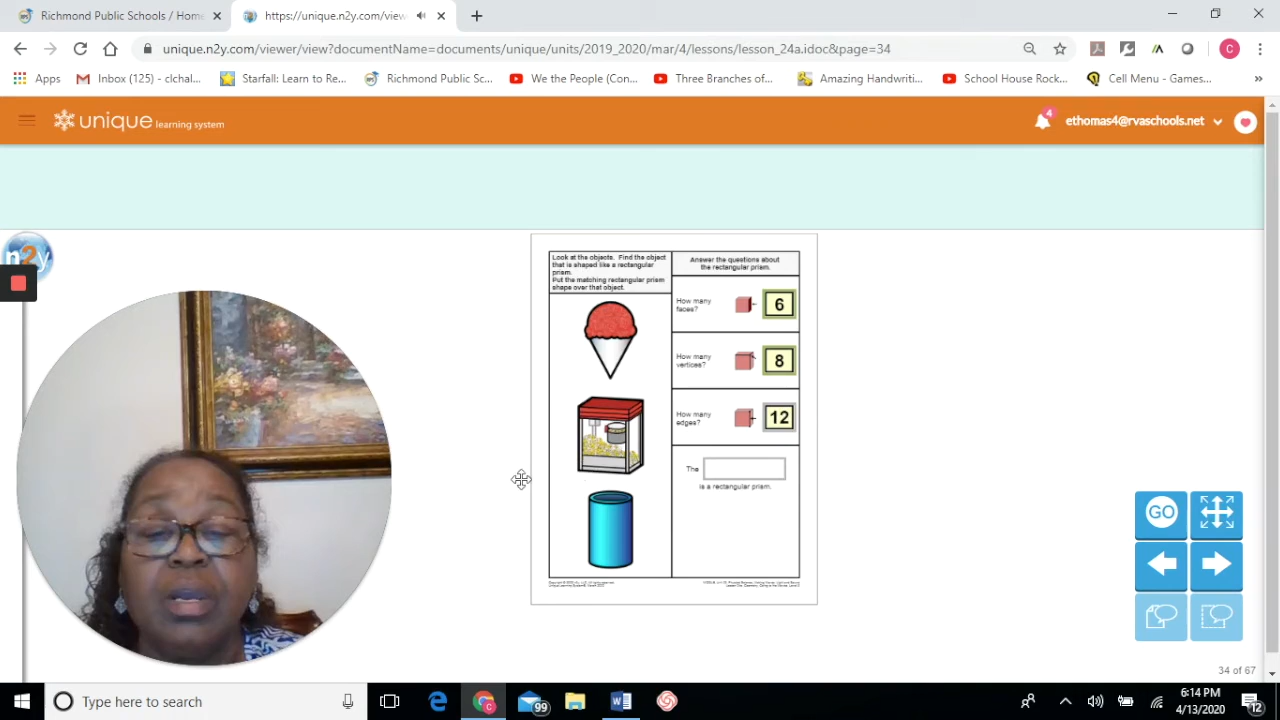 Richmond Public Schools / Home
https://unique.n2y.com/view
unique.n2y.com/viewer/view?documentName=documents/unique/units/2019_2020/mar/4/lessons/lesson_24a.idoc&page=34
C
Apps
Inbox (125) - clchal...
Starfall: Learn to Re...
Richmond Public Sc...
We the People (Con...
Three Branches of...
Amazing Handwriti...
School House Rock...
Cell Menu - Games...
unique learning system
4
ethomas4@rvaschools.net
n2y
Look at the objects. Find the object
that is shaped like a rectangular
prism.
Put the matching rectangular prism
shape over that object.
Answer the questions about
the rectangular prism.
How many
faces?
6
How many
vertices?
8
How many
edges?
12
The
is a rectangular prism.
GO
34 of 67
Type here to search
99
6:14 PM
4/13/2020
12